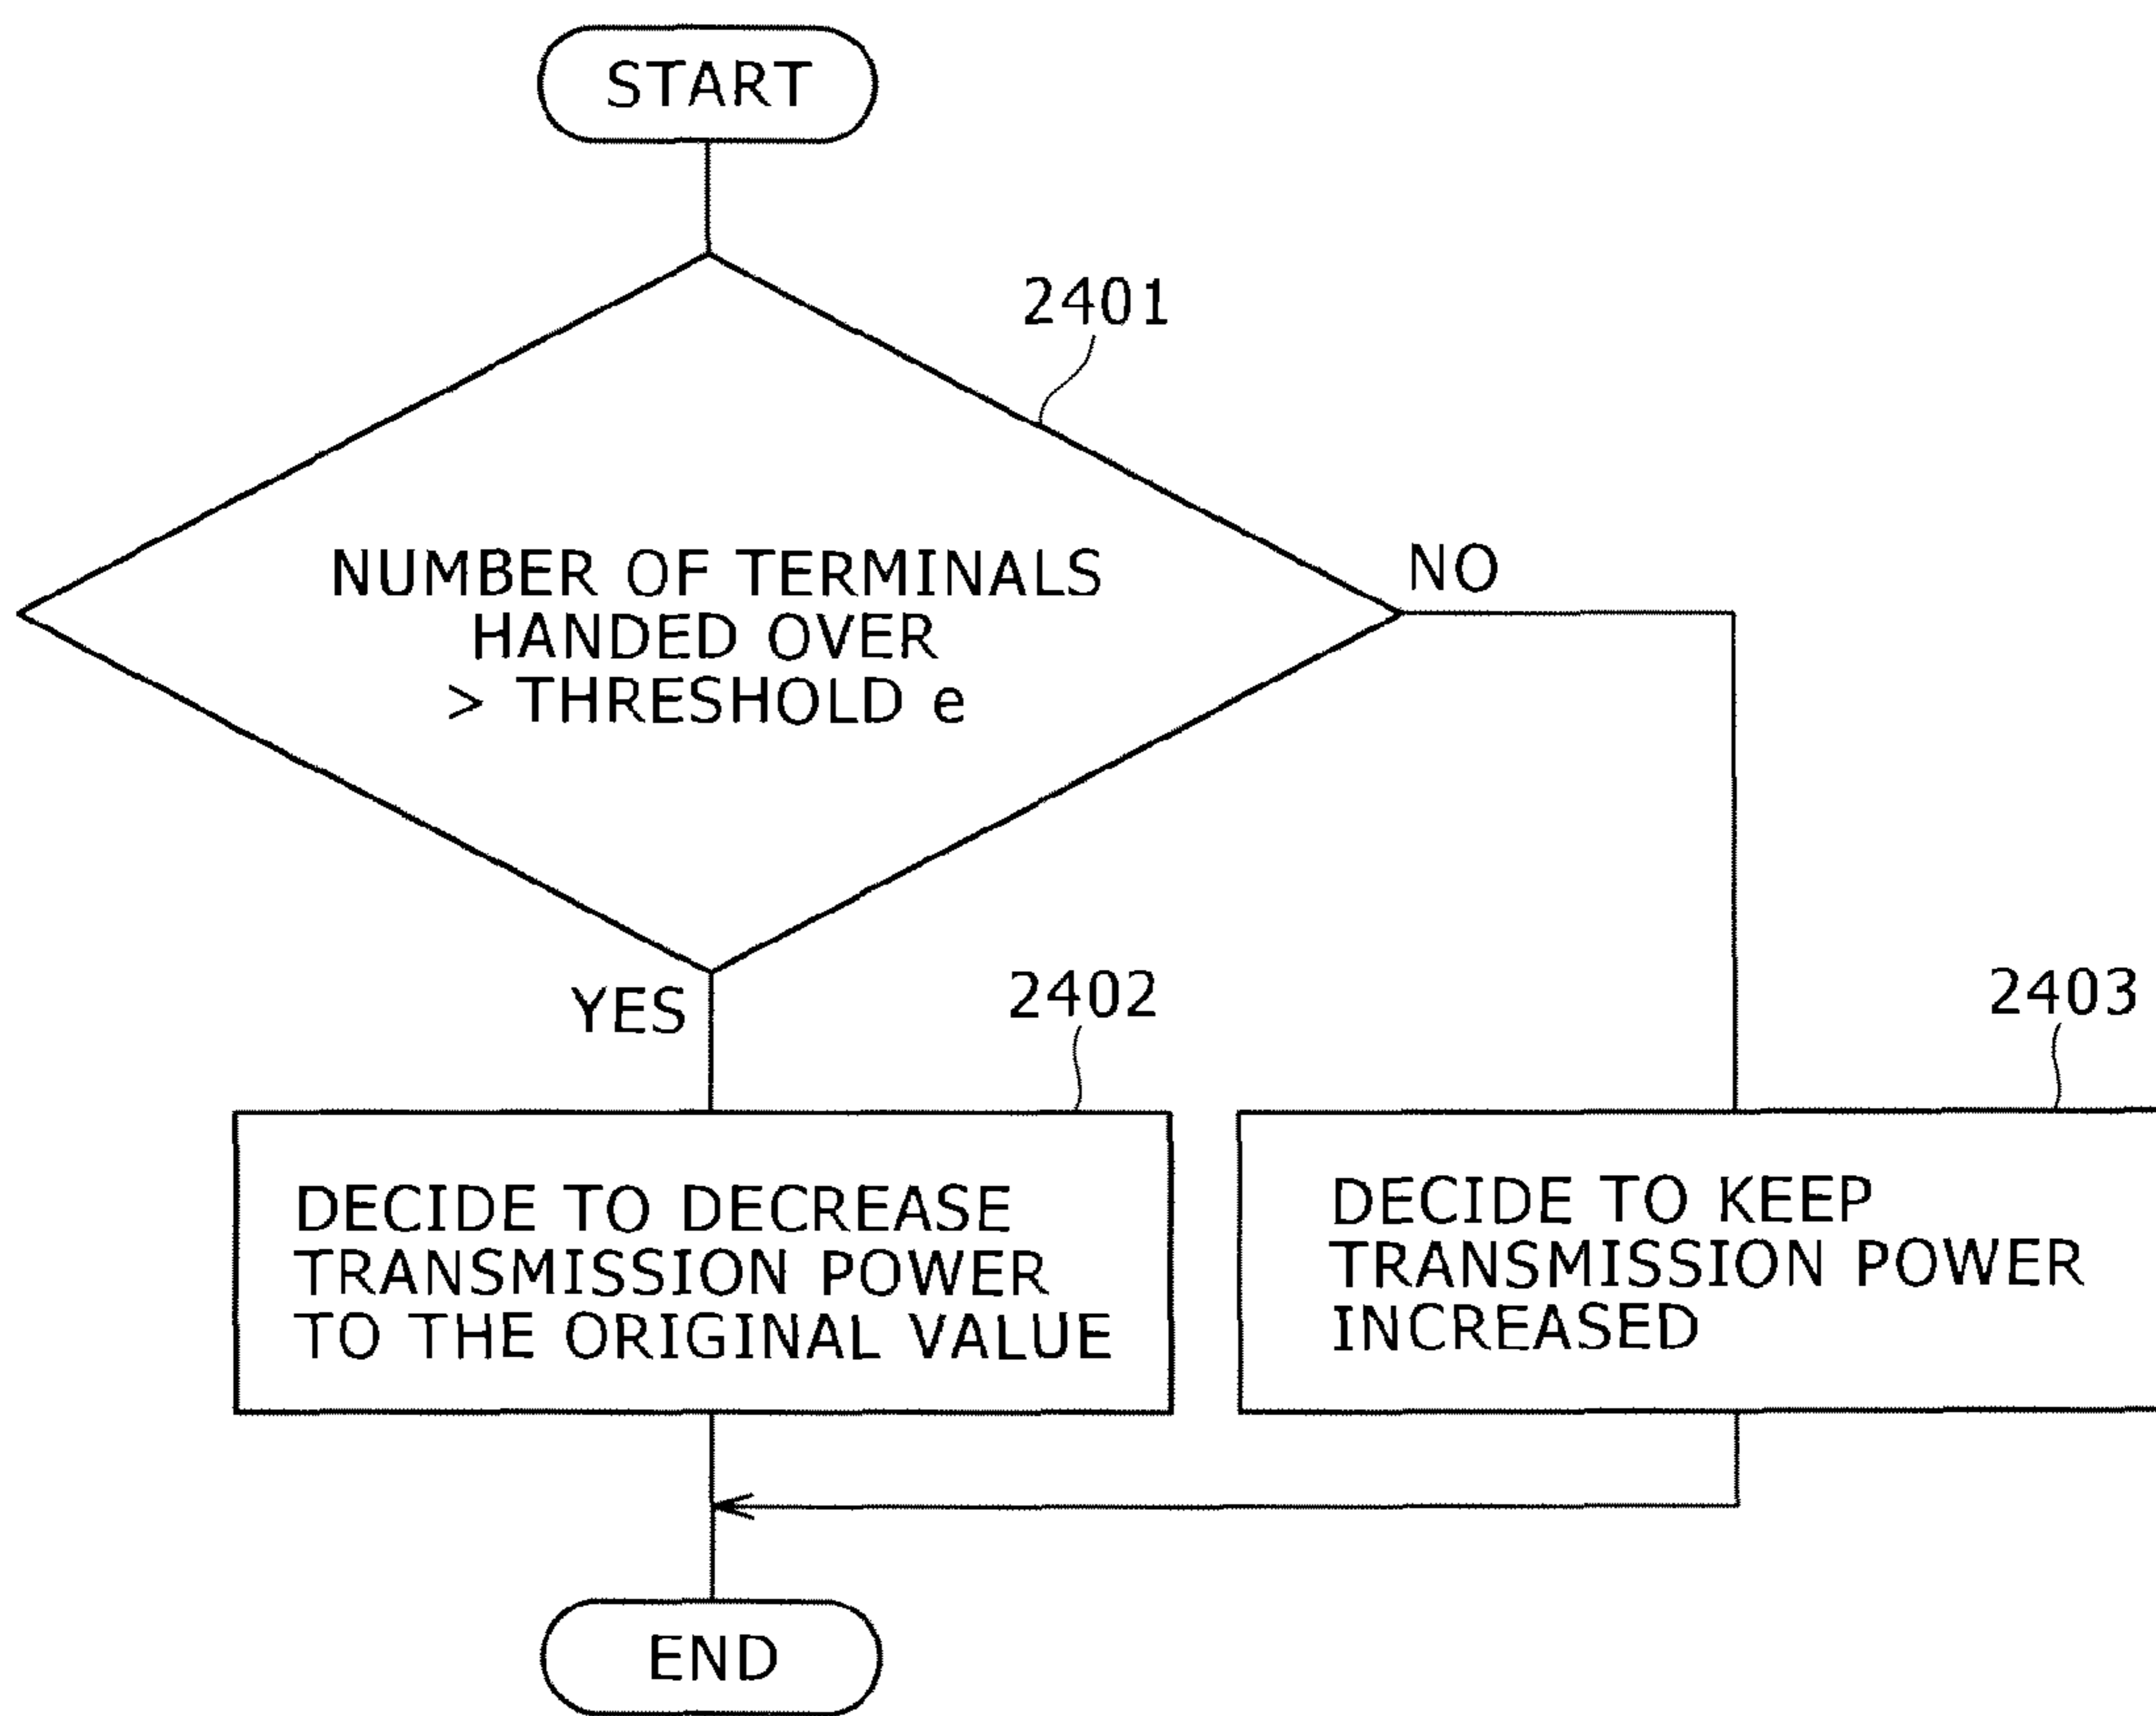 START
2401
NUMBER OF TERMINALS
HANDED OVER
> THRESHOLD e
NO
YES
2402
DECIDE TO DECREASE
TRANSMISSION POWER
TO THE ORIGINAL VALUE
2403
DECIDE TO KEEP
TRANSMISSION POWER
INCREASED
END